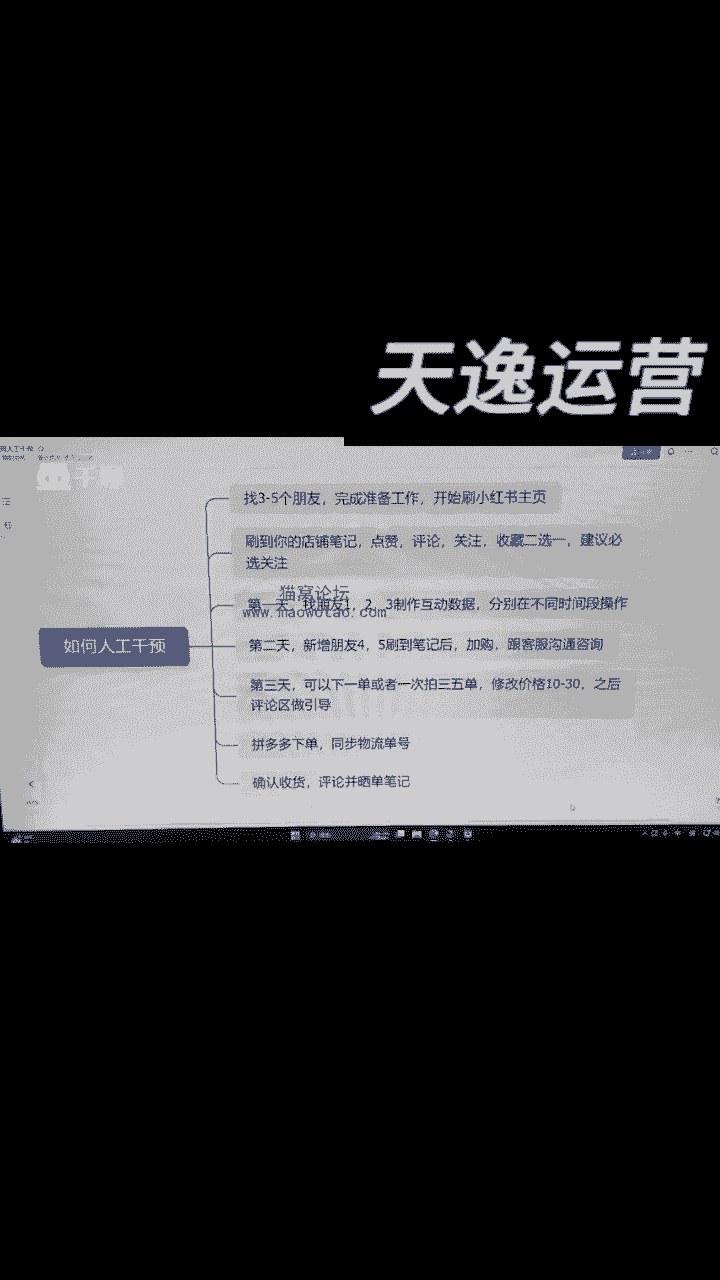 天逸运营
找3-5个朋友，完成准备工作，开始刷小红书主页
刷到你的店铺笔记，点赞，评论，关注，收藏二选一，建议必
选关注
猫窝论坛
第一天，找朋友1，2，3制作互动数据，分别在不同时间段操作
www.maowotao.com
如何人工干预
第二天，新增朋友4，5刷到笔记后，加购，跟客服沟通咨询
第三天，可以下一单或者一次拍三五单，修改价格10-30，之后
评论区做引导
拼多多下单，同步物流单号
确认收货，评论并晒单笔记